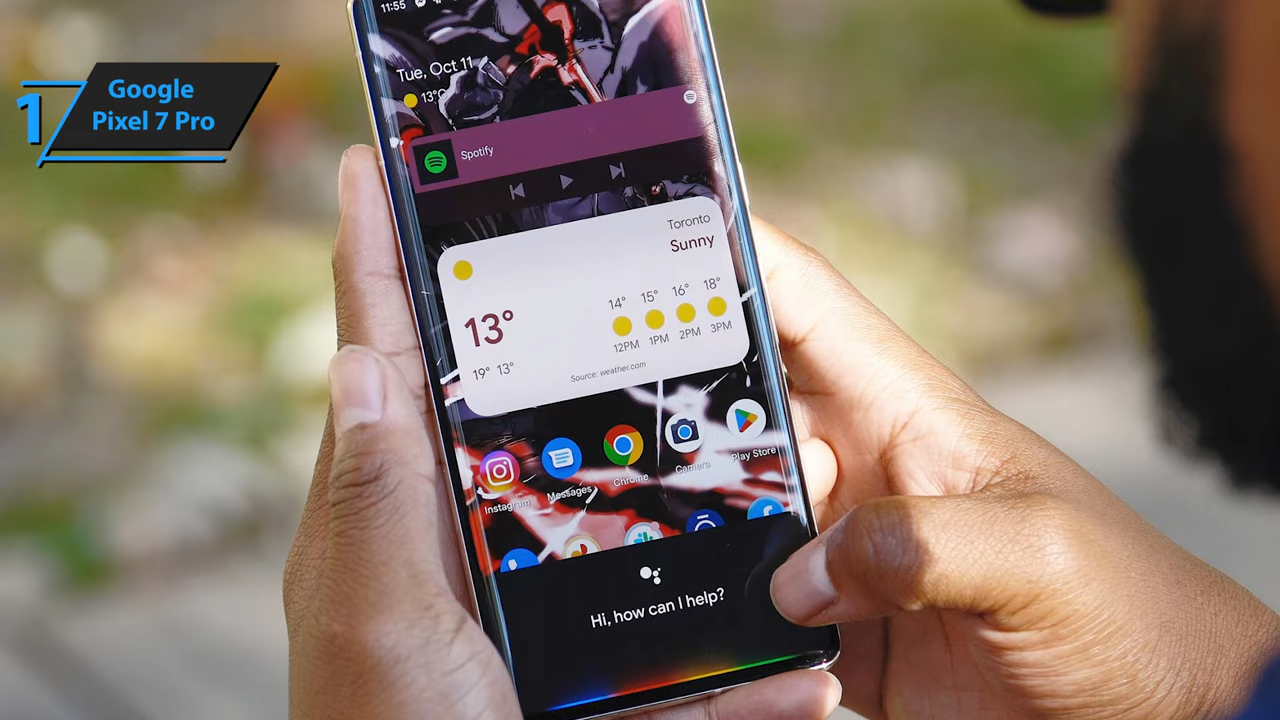 1
Google
Pixel 7 Pro
11:55
Tue, Oct 11
13°C
Spotify
Toronto
Sunny
13°
14° 15° 16° 18°
12PM 1PM 2PM 3PM
19° 13°
Source: weather.com
Instagram Messages Chrome Camera Play Store
Hi, how can I help?